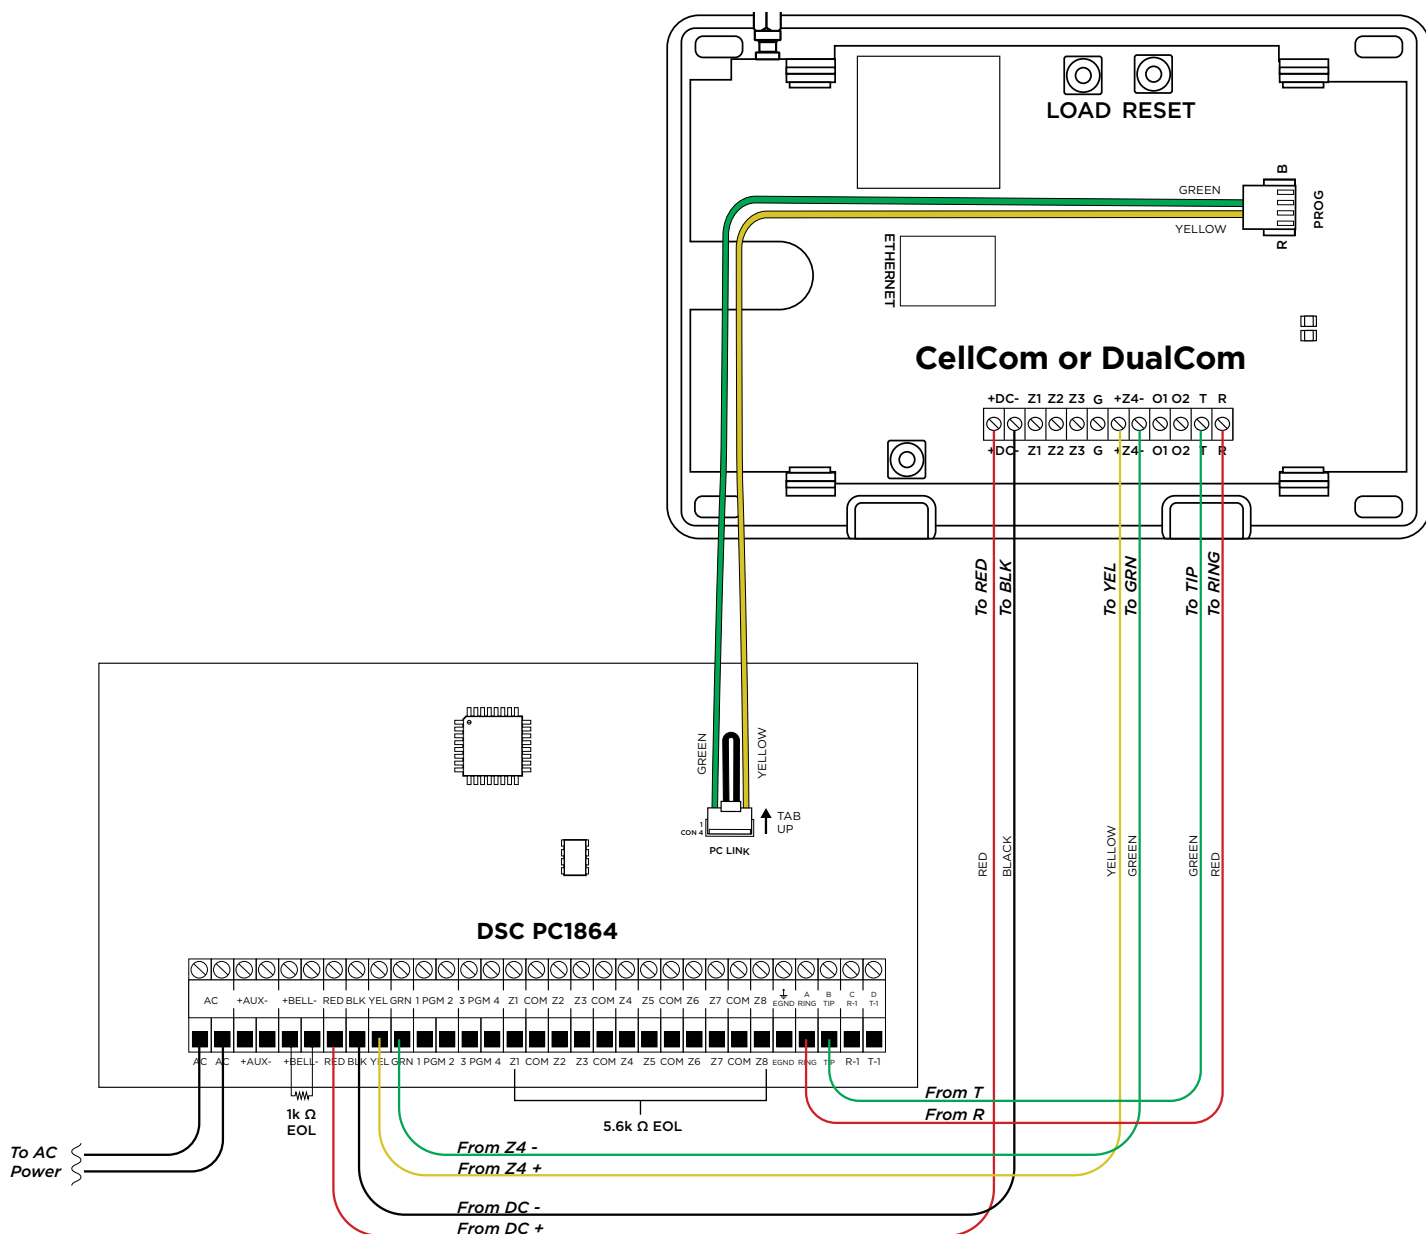 LOAD RESET
B
GREEN
PROG
YELLOW
R
ETHERNET
CellCom or DualCom
+DC- Z1 Z2 Z3 G +Z4- O1 O2 T R
+DC- Z1 Z2 Z3 G +Z4- O1 O2 T R
To RED
To BLK
To YEL
To GRN
To TIP
To RING
GREEN
YELLOW
TAB
UP
1
CON 4
PC LINK
RED
BLACK
YELLOW
GREEN
GREEN
RED
DSC PC1864
AC +AUX- +BELL- RED BLK YEL GRN 1 PGM 2 3 PGM 4 Z1 COM Z2 Z3 COM Z4 Z5 COM Z6 Z7 COM Z8 EGND A RING B TIP C R-1 D T-1
AC AC +AUX- +BELL- RED BLK YEL GRN 1 PGM 2 3 PGM 4 Z1 COM Z2 Z3 COM Z4 Z5 COM Z6 Z7 COM Z8 EGND RING TIP R-1 T-1
1k Ω
EOL
5.6k Ω EOL
From T
From R
To AC
Power
From Z4 -
From Z4 +
From DC -
From DC +